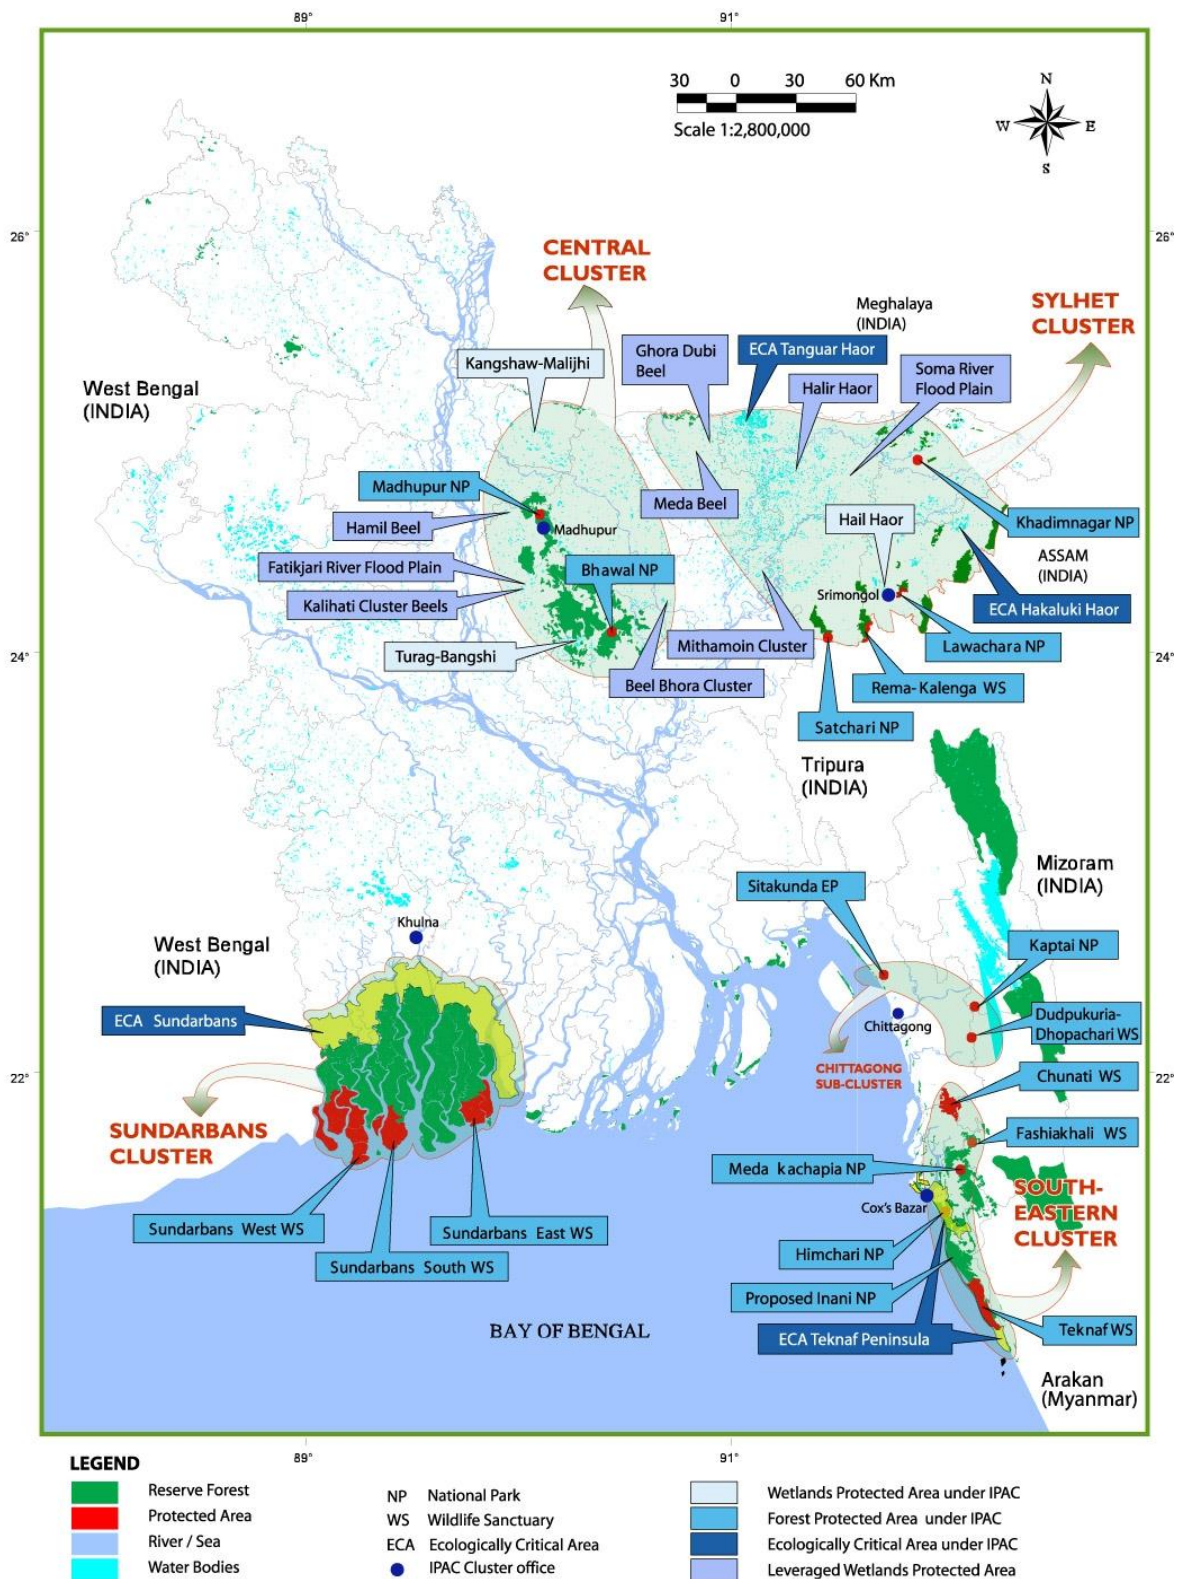 89°
91°
30 0 30 60 Km
Scale 1:2,800,000
N
W E
S
26°
26°
CENTRAL
CLUSTER
Meghalaya
(INDIA)
SYLHET
CLUSTER
Kangshaw-Malijhi
Ghora Dubi
Beel
ECA Tanguar Haor
Halir Haor
Soma River
Flood Plain
West Bengal
(INDIA)
Madhupur NP
Meda Beel
Hamil Beel
Madhupur
Hail Haor
Khadimnagar NP
Fatikjari River Flood Plain
Bhawal NP
ASSAM
(INDIA)
Kalihati Cluster Beels
Srimongol
ECA Hakaluki Haor
Turag-Bangshi
Mithamoin Cluster
Lawachara NP
24°
24°
Beel Bhora Cluster
Rema-Kalenga WS
Satchari NP
Tripura
(INDIA)
Mizoram
(INDIA)
Sitakunda EP
Khulna
West Bengal
(INDIA)
Kaptai NP
ECA Sundarbans
Chittagong
Dudpukuria-
Dhopachari WS
22°
22°
CHITTAGONG
SUB-CLUSTER
Chunati WS
SUNDARBANS
CLUSTER
Fashiakhali WS
Meda kachapia NP
SOUTH-
EASTERN
CLUSTER
Cox's Bazar
Sundarbans West WS
Sundarbans East WS
Sundarbans South WS
Himchari NP
Proposed Inani NP
BAY OF BENGAL
ECA Teknaf Peninsula
Teknaf WS
Arakan
(Myanmar)
89°
91°
LEGEND
Reserve Forest
Protected Area
River / Sea
Water Bodies
NP National Park
WS Wildlife Sanctuary
ECA Ecologically Critical Area
IPAC Cluster office
Wetlands Protected Area under IPAC
Forest Protected Area under IPAC
Ecologically Critical Area under IPAC
Leveraged Wetlands Protected Area